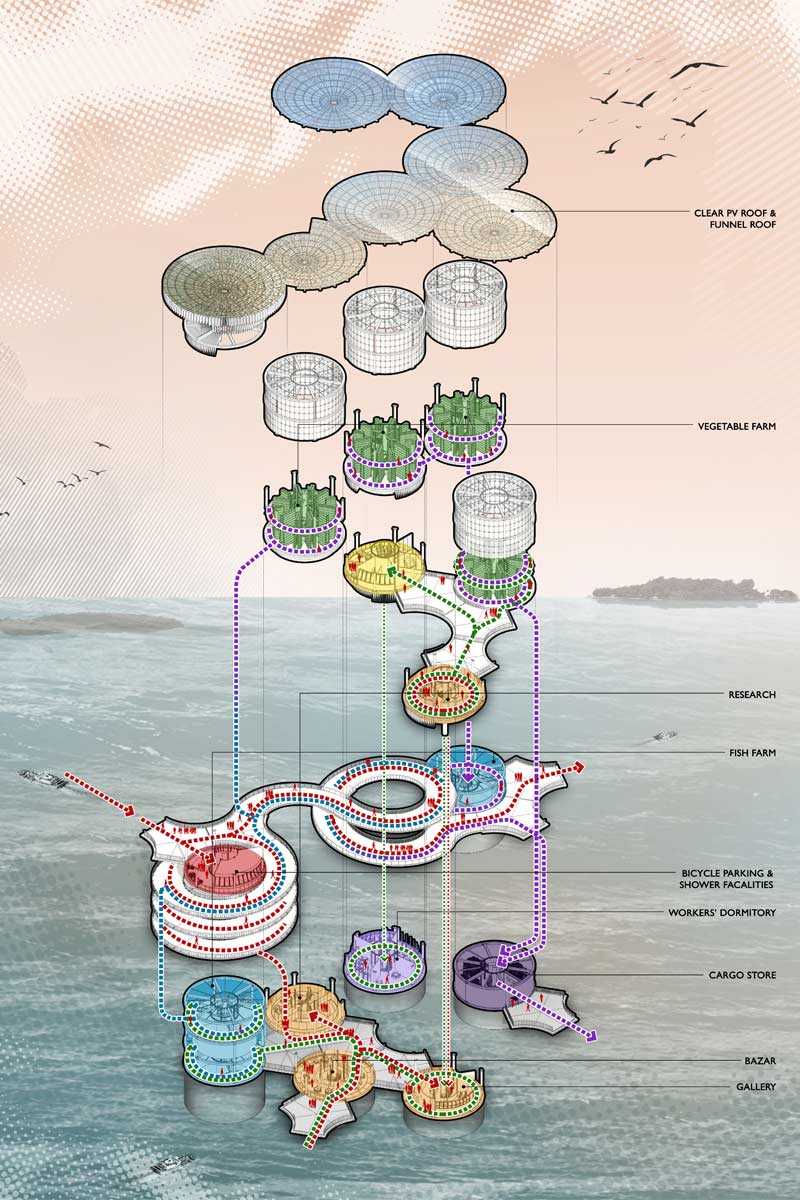 CLEAR PV ROOF &
FUNNEL ROOF
VEGETABLE FARM
RESEARCH
FISH FARM
BICYCLE PARKING &
SHOWER FACALITIES
WORKERS' DORMITORY
CARGO STORE
BAZAR
GALLERY